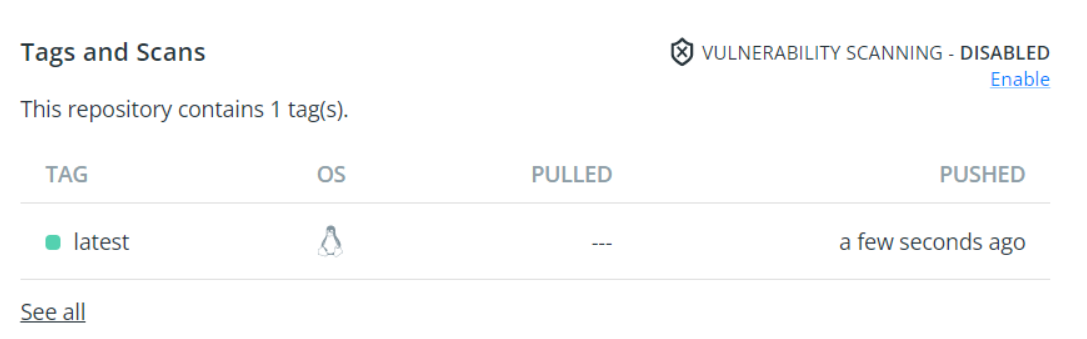 Tags and Scans
VULNERABILITY SCANNING - DISABLED
Enable
This repository contains 1 tag(s).
TAG OS PULLED PUSHED
latest --- a few seconds ago
See all